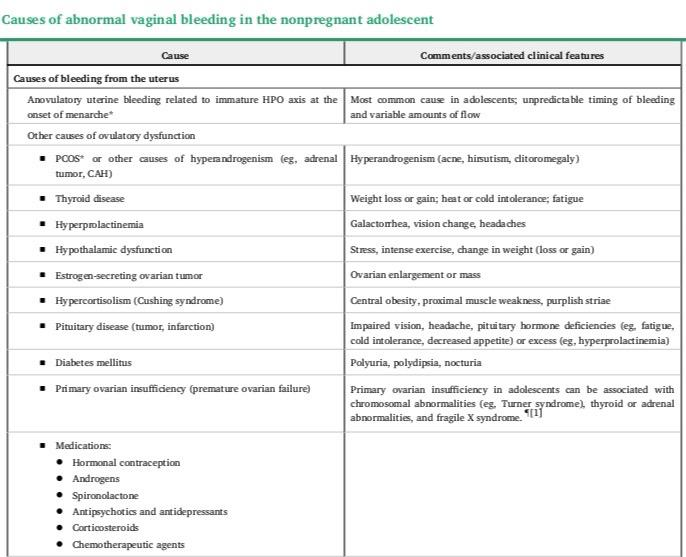 Causes of abnormal vaginal bleeding in the nonpregnant adolescent
Cause
Comments/associated clinical features
Causes of bleeding from the uterus
Anovulatory uterine bleeding related to immature HPO axis at the
onset of menarche*
Most common cause in adolescents; unpredictable timing of bleeding
and variable amounts of flow
Other causes of ovulatory dysfunction
■ PCOS* or other causes of hyperandrogenism (eg, adrenal
tumor, CAH)
Hyperandrogenism (acne, hirsutism, clitoromegaly)
■ Thyroid disease
Weight loss or gain; heat or cold intolerance; fatigue
■ Hyperprolactinemia
Galactorrhea, vision change, headaches
■ Hypothalamic dysfunction
Stress, intense exercise, change in weight (loss or gain)
■ Estrogen-secreting ovarian tumor
Ovarian enlargement or mass
■ Hypercortisolism (Cushing syndrome)
Central obesity, proximal muscle weakness, purplish striae
■ Pituitary disease (tumor, infarction)
Impaired vision, headache, pituitary hormone deficiencies (eg, fatigue,
cold intolerance, decreased appetite) or excess (eg, hyperprolactinemia)
■ Diabetes mellitus
Polyuria, polydipsia, nocturia
■ Primary ovarian insufficiency (premature ovarian failure)
Primary ovarian insufficiency in adolescents can be associated with
chromosomal abnormalities (eg, Turner syndrome), thyroid or adrenal
abnormalities, and fragile X syndrome. ¶[1]
■ Medications:
● Hormonal contraception
● Androgens
● Spironolactone
● Antipsychotics and antidepressants
● Corticosteroids
● Chemotherapeutic agents